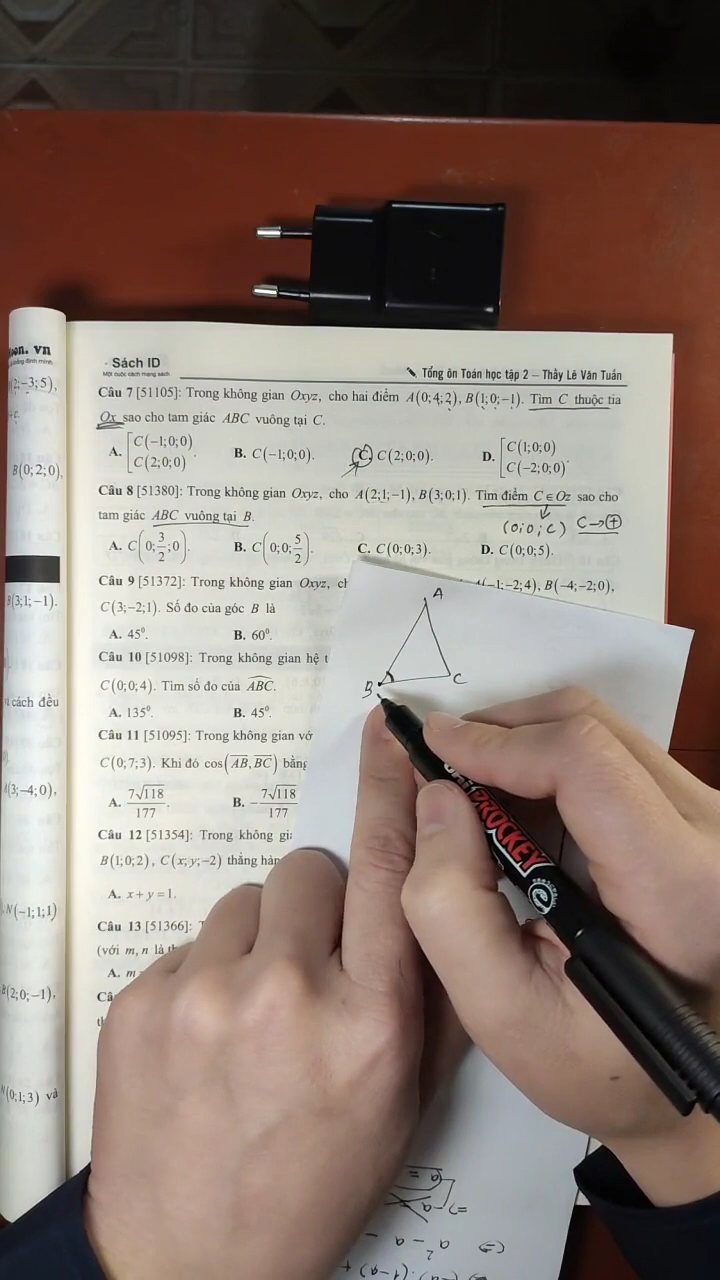 - Sách ID
Một bước cách mạng sách
Tổng ôn Toán học tập 2 – Thầy Lê Văn Tuấn
Câu 7 [51105]: Trong không gian Oxyz, cho hai điểm A(0;4;2), B(1;0;−1). Tìm C thuộc tia
Ox sao cho tam giác ABC vuông tại C.
A. [C(−1;0;0) C(2;0;0). B. C(−1;0;0). C. C(2;0;0). D. [C(1;0;0) C(−2;0;0).
Câu 8 [51380]: Trong không gian Oxyz, cho A(2;1;−1), B(3;0;1). Tìm điểm C∈Oz sao cho
tam giác ABC vuông tại B.
(0;0;c) C→+
A. C(0;3/2;0). B. C(0;0;5/2). C. C(0;0;3). D. C(0;0;5).
Câu 9 [51372]: Trong không gian Oxyz, (−1;−2;4), B(−4;−2;0),
C(3;−2;1). Số đo của góc B là
A. 45⁰. B. 60⁰.
Câu 10 [51098]: Trong không gian hệ
C(0;0;4). Tìm số đo của ABC.
A. 135⁰. B. 45⁰.
Câu 11 [51095]: Trong không gian
C(0;7;3). Khi đó cos(AB,BC) bằng
A. 7√118/177. B. −7√118/177
Câu 12 [51354]: Trong không
B(1;0;2), C(x;y;−2) thẳng
A. x+y=1.
Câu 13 [51366]:
(với m, n là
A. m
A
B
C
oon. vn
(2;−3;5),
B(0;2;0),
B(3;1;−1).
cách đều
A(3;−4;0),
N(−1;1;1)
B(2;0;−1),
N(0;1;3) và
PROCKEY